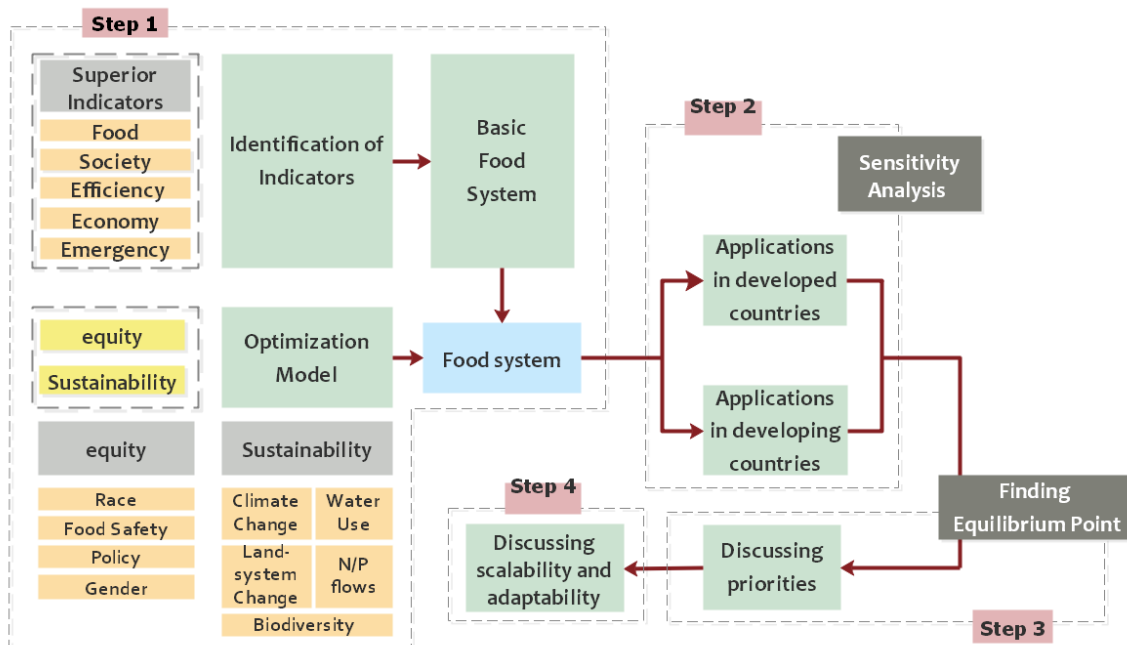 Step 1
Superior
Indicators
Food
Society
Efficiency
Economy
Emergency
Identification of
Indicators
Basic
Food
System
equity
Sustainability
Optimization
Model
Food system
equity
Race
Food Safety
Policy
Gender
Sustainability
Climate
Change
Water
Use
Land-
system
Change
N/P
flows
Biodiversity
Step 2
Sensitivity
Analysis
Applications
in developed
countries
Applications
in developing
countries
Finding
Equilibrium Point
Discussing
priorities
Step 3
Step 4
Discussing
scalability and
adaptability